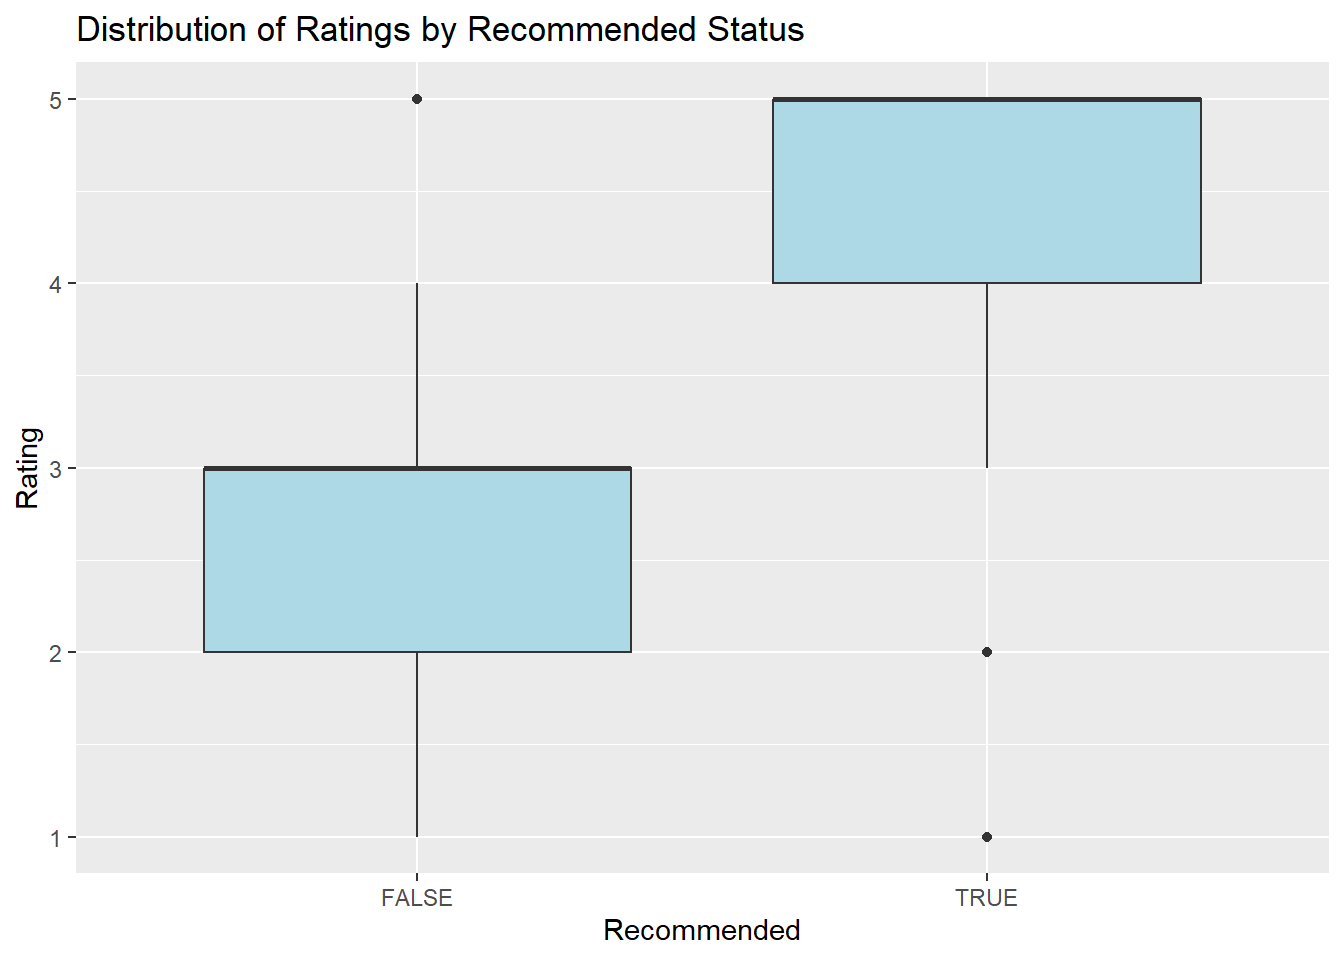 Distribution of Ratings by Recommended Status
5
4
3
2
1
Rating
FALSE TRUE
Recommended